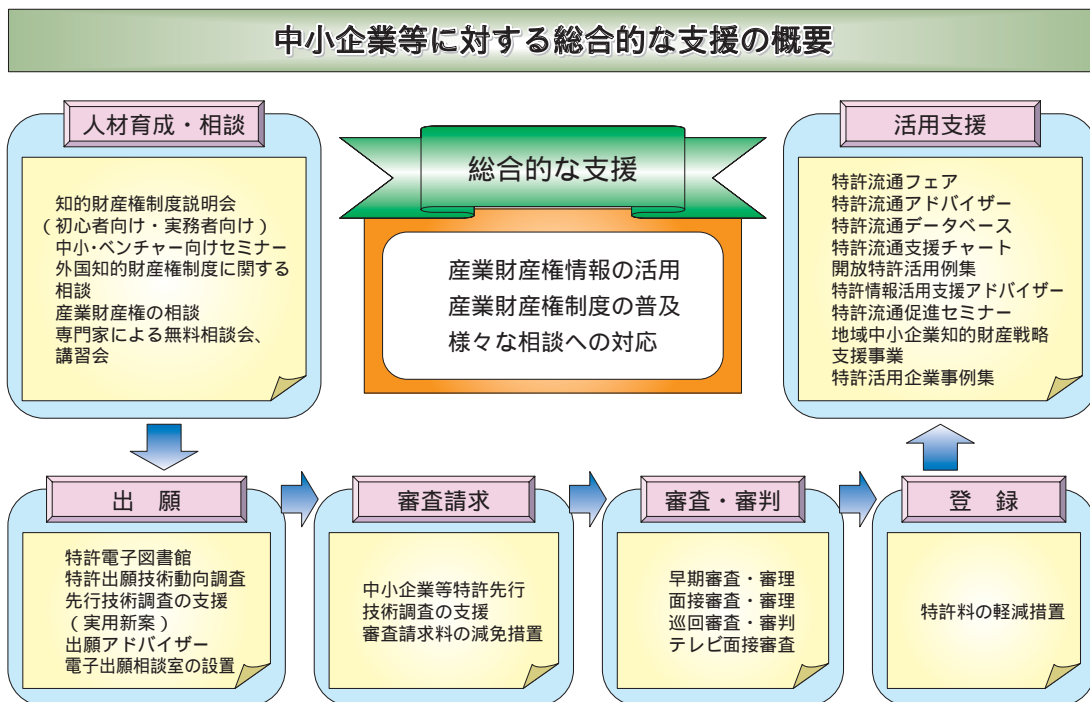 中小企業等に対する総合的な支援の概要
人材育成・相談
知的財産権制度説明会
（初心者向け・実務者向け）
中小・ベンチャー向けセミナー
外国知的財産権制度に関する
相談
産業財産権の相談
専門家による無料相談会、
講習会
総合的な支援
産業財産権情報の活用
産業財産権制度の普及
様々な相談への対応
活用支援
特許流通フェア
特許流通アドバイザー
特許流通データベース
特許流通支援チャート
開放特許活用例集
特許情報活用支援アドバイザー
特許流通促進セミナー
地域中小企業知的財産戦略
支援事業
特許活用企業事例集
出　願
特許電子図書館
特許出願技術動向調査
先行技術調査の支援
（実用新案）
出願アドバイザー
電子出願相談室の設置
審査請求
中小企業等特許先行
技術調査の支援
審査請求料の減免措置
審査・審判
早期審査・審理
面接審査・審理
巡回審査・審判
テレビ面接審査
登　録
特許料の軽減措置